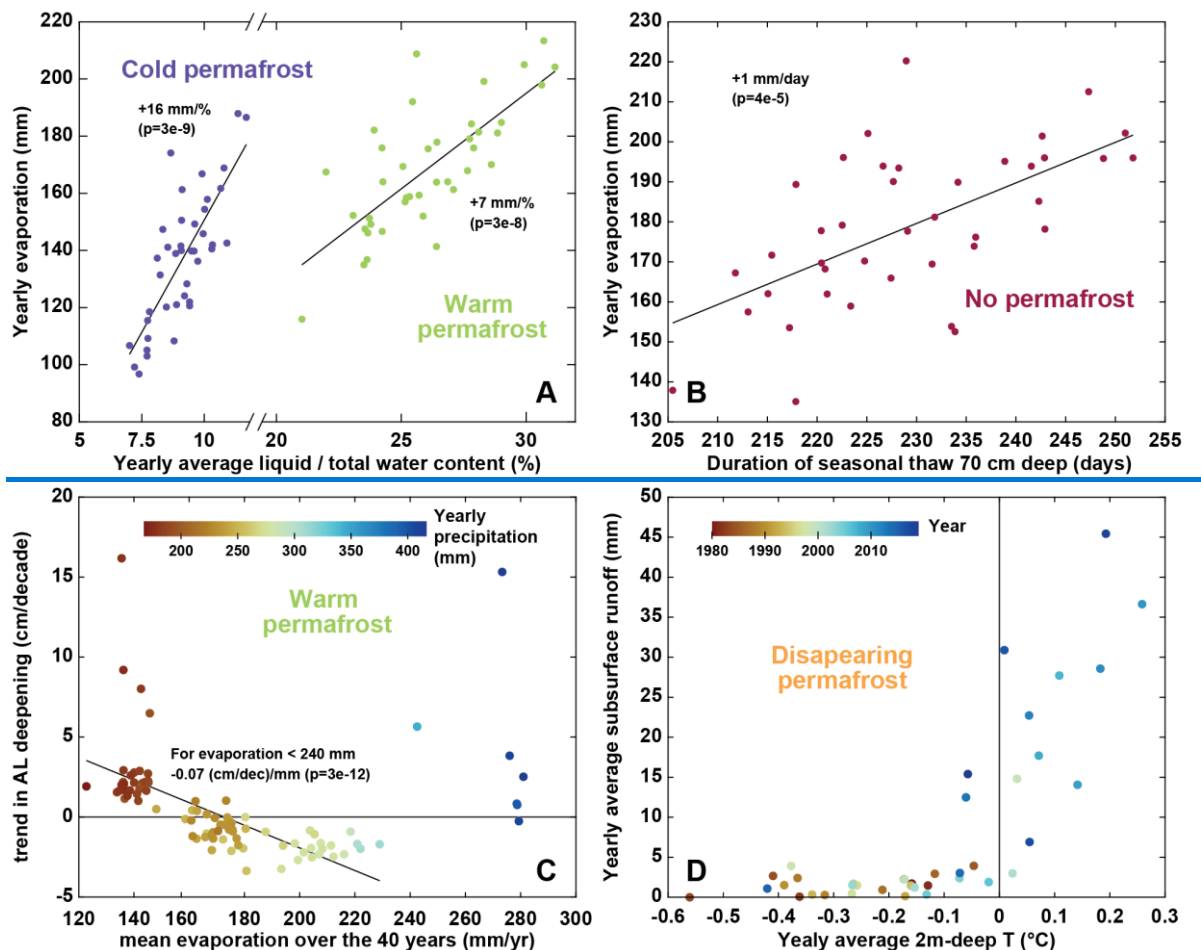 220
200
180
160
140
120
100
80
Yearly evaporation (mm)
Cold permafrost
+16 mm/%
(p=3e-9)
+7 mm/%
(p=3e-8)
Warm
permafrost
A
5 7.5 10 20 25 30
Yearly average liquid / total water content (%)
230
220
210
200
190
180
170
160
150
140
130
Yearly evaporation (mm)
+1 mm/day
(p=4e-5)
No permafrost
B
205 210 215 220 225 230 235 240 245 250 255
Duration of seasonal thaw 70 cm deep (days)
20
15
10
5
0
-5
trend in AL deepening (cm/decade)
200 250 300 350 400
Yearly
precipitation
(mm)
Warm
permafrost
For evaporation < 240 mm
-0.07 (cm/dec)/mm (p=3e-12)
C
120 140 160 200 220 240 260 280 300
mean evaporation over the 40 years (mm/yr)
50
45
40
35
30
25
20
15
10
5
0
Yearly average subsurface runoff (mm)
1980 1990 2000 2010
Year
Disapearing
permafrost
D
-0.6 -0.5 -0.4 -0.3 -0.2 -0.1 0 0.1 0.2 0.3
Yealy average 2m-deep T (°C)